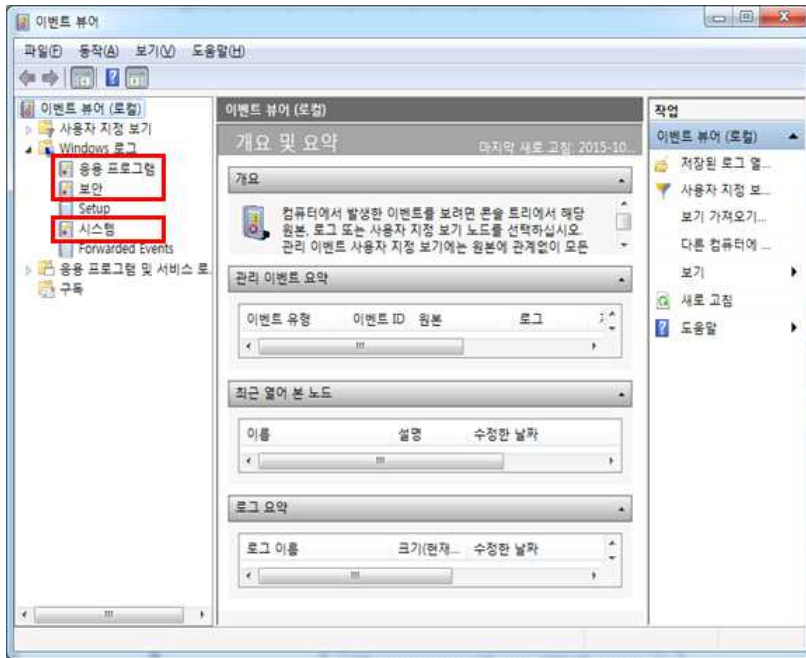 이벤트 뷰어
파일(F) 동작(A) 보기(V) 도움말(H)
이벤트 뷰어 (로컬)
사용자 지정 보기
Windows 로그
응용 프로그램
보안
Setup
시스템
Forwarded Events
응용 프로그램 및 서비스 로
구독
이벤트 뷰어 (로컬)
개요 및 요약
마지막 새로 고침: 2015-10...
개요
컴퓨터에서 발생한 이벤트를 보려면 콘솔 트리에서 해당
원본, 로그 또는 사용자 지정 보기 노드를 선택하십시오.
관리 이벤트 사용자 지정 보기에는 원본에 관계없이 모든
관리 이벤트 요약
이벤트 유형 이벤트 ID 원본 로그
최근 열어 본 노드
이름 설명 수정한 날짜
로그 요약
로그 이름 크기(현재... 수정한 날짜
작업
이벤트 뷰어 (로컬)
저장된 로그 열...
사용자 지정 보...
보기 가져오기...
다른 컴퓨터에 ...
보기
새로 고침
도움말